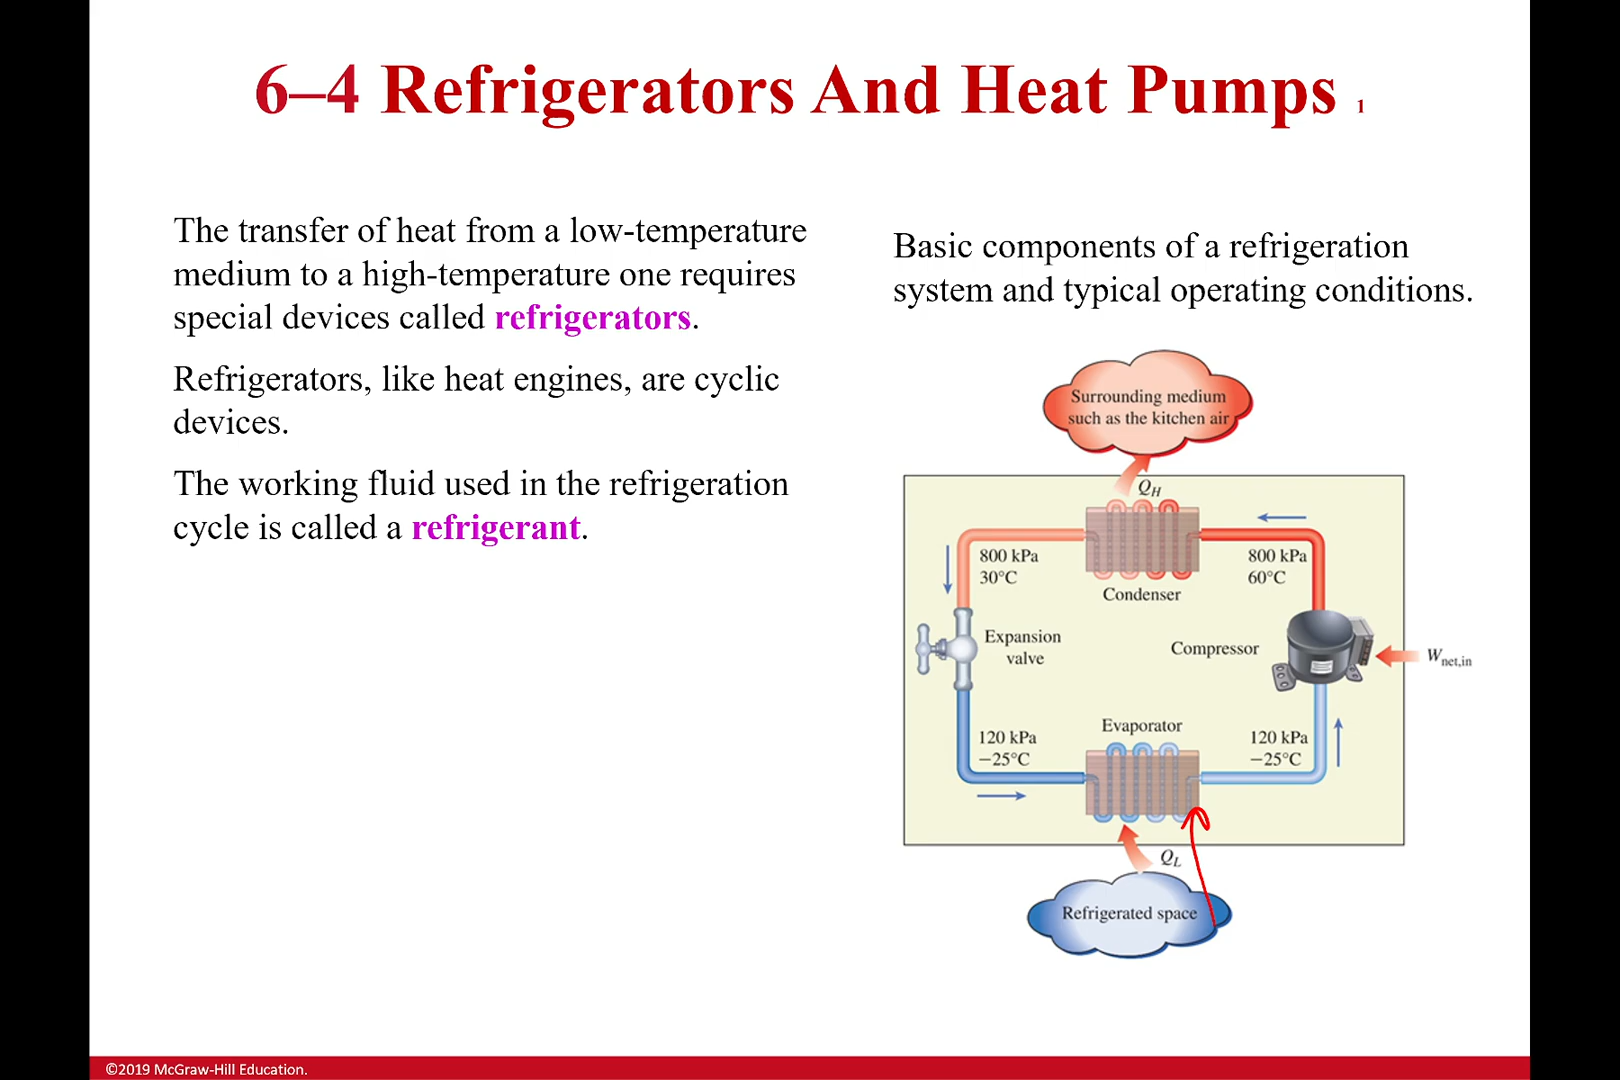 6–4 Refrigerators And Heat Pumps 1
The transfer of heat from a low-temperature
medium to a high-temperature one requires
special devices called refrigerators.
Refrigerators, like heat engines, are cyclic
devices.
The working fluid used in the refrigeration
cycle is called a refrigerant.
Basic components of a refrigeration
system and typical operating conditions.
Surrounding medium
such as the kitchen air
QH
800 kPa
30°C
Condenser
800 kPa
60°C
Expansion
valve
Compressor
Wnet,in
Evaporator
120 kPa
−25°C
120 kPa
−25°C
QL
Refrigerated space
©2019 McGraw-Hill Education.